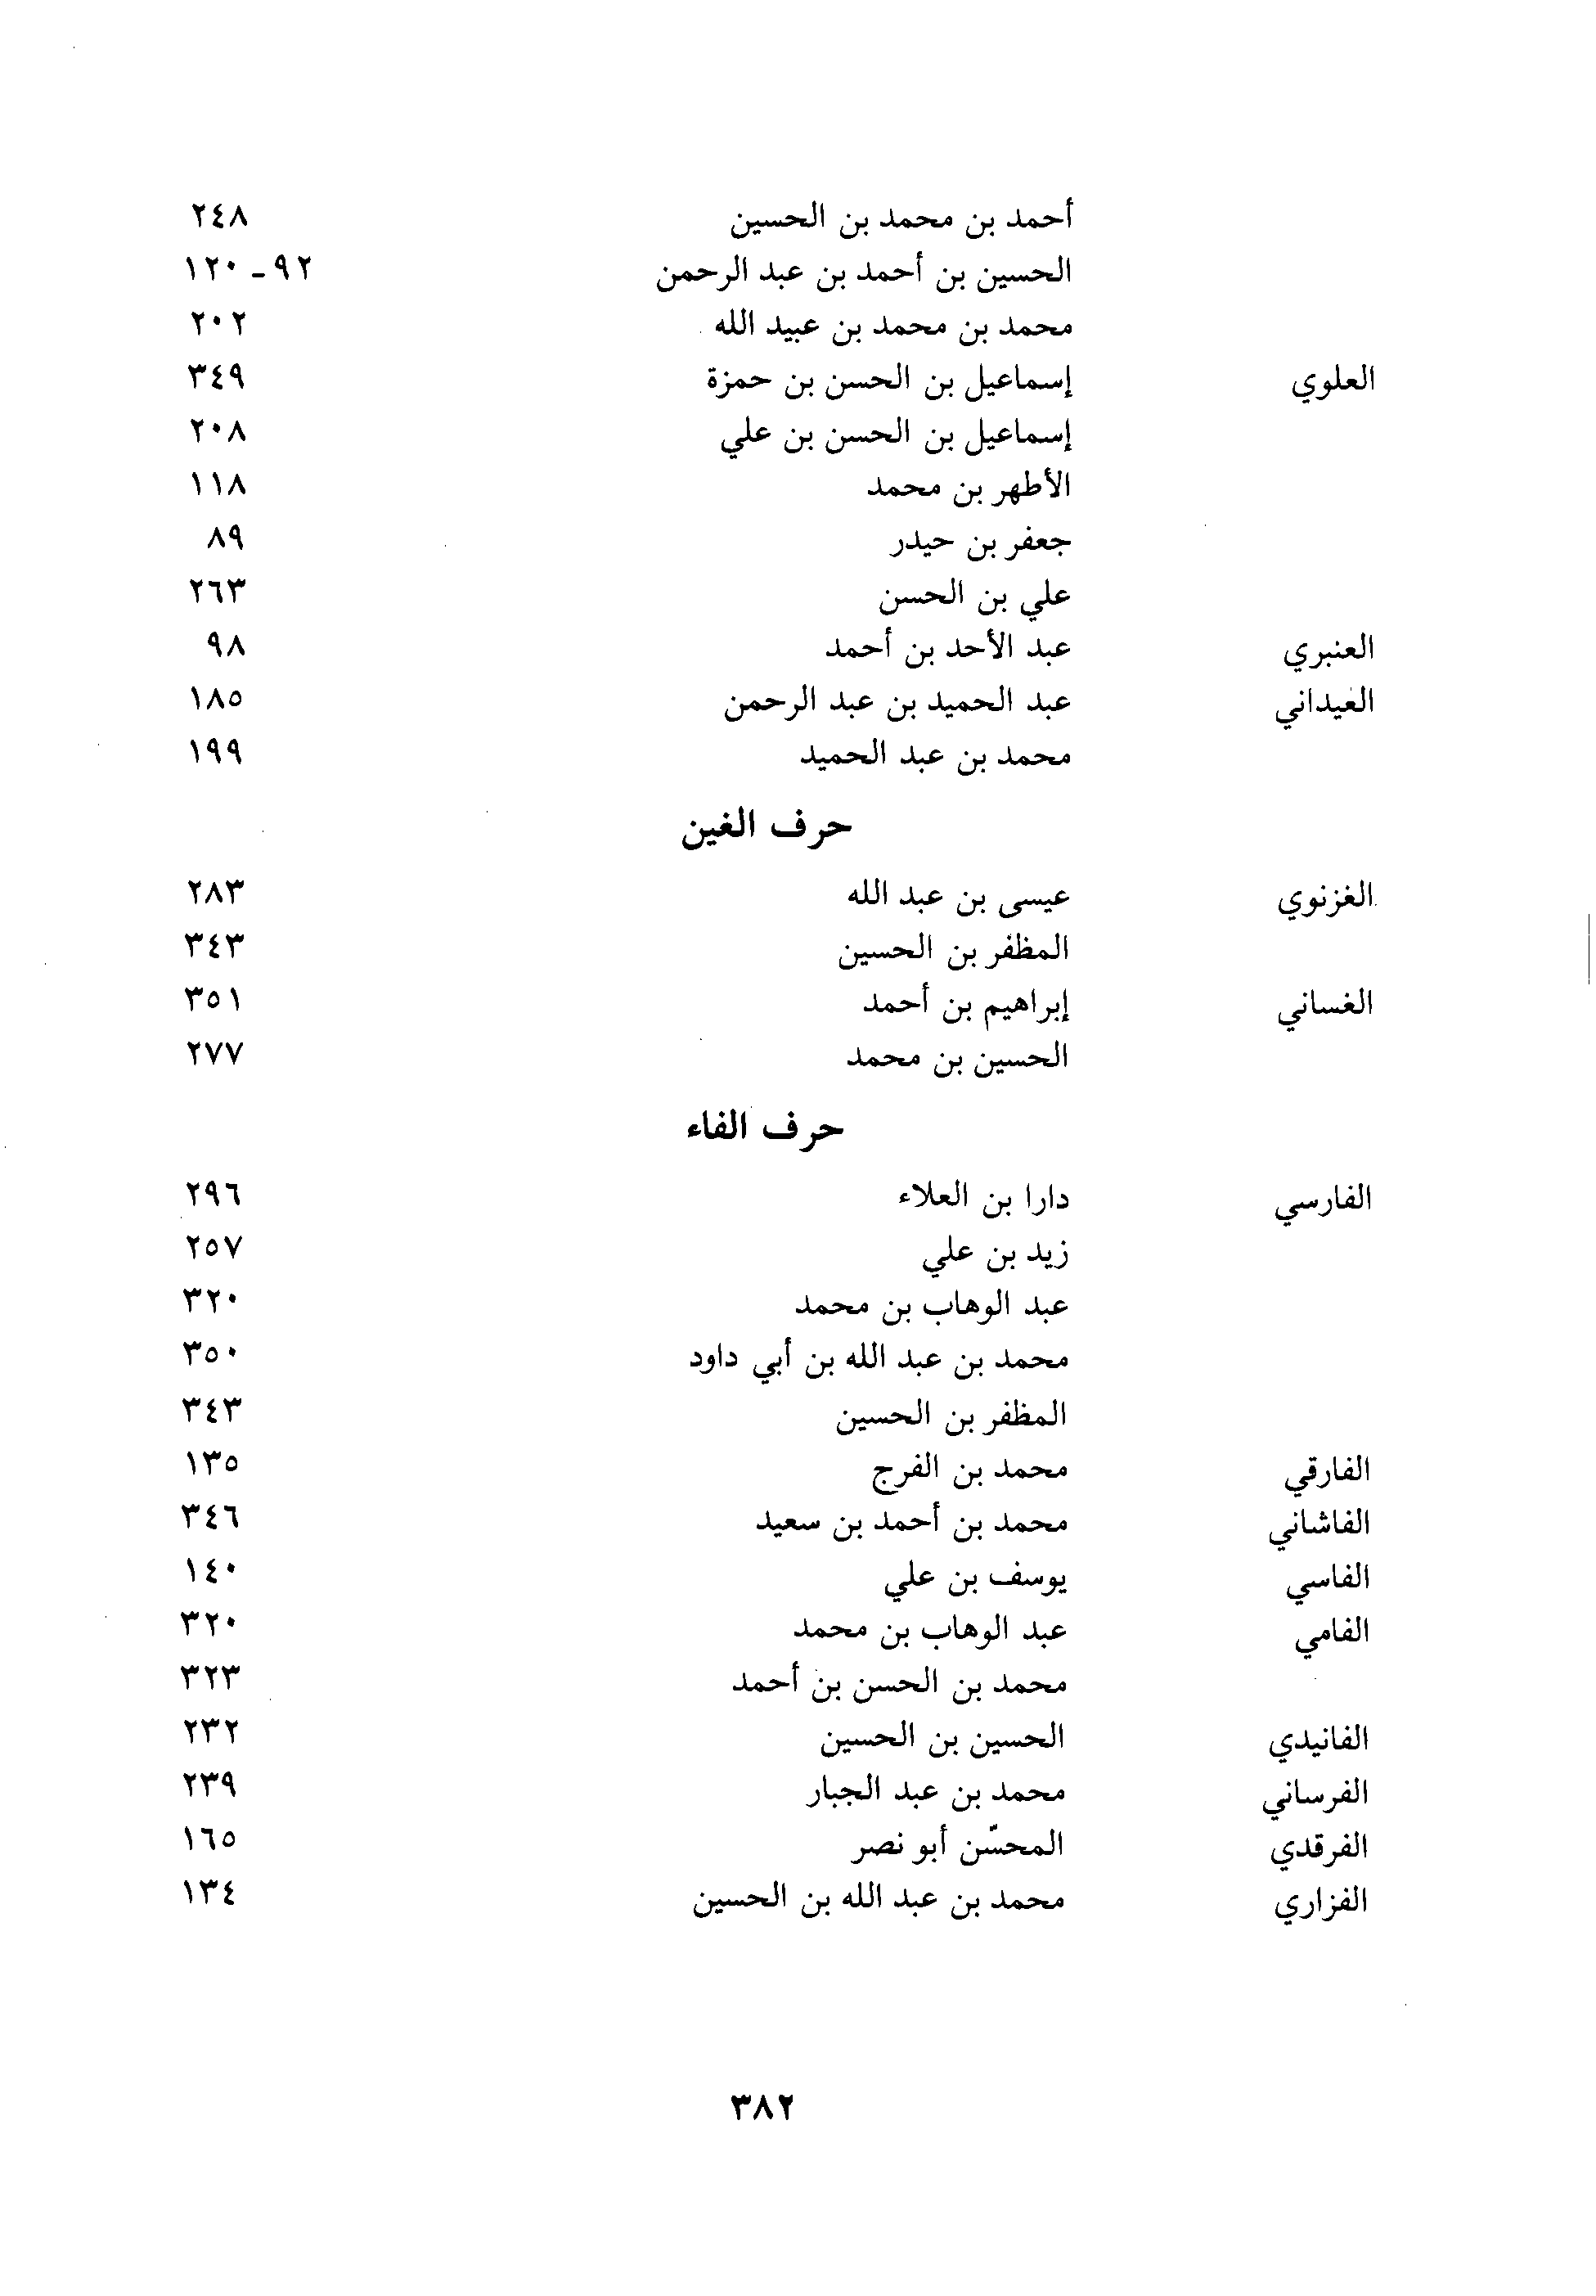 أحمد بن محمد بن الحسين ٢٤٨
الحسين بن أحمد بن عبد الرحمن ٩٢ - ١٢٠
محمد بن محمد بن عبيد الله ٢٠٢
العلوي إسماعيل بن الحسن بن حمزة ٣٤٩
إسماعيل بن الحسن بن علي ٢٠٨
الأطهر بن محمد ١١٨
جعفر بن حيدر ٨٩
علي بن الحسن ٢٦٣
العنبري عبد الأحد بن أحمد ٩٨
العيداني عبد الحميد بن عبد الرحمن ١٨٥
محمد بن عبد الحميد ١٩٩
حرف الغين
الغزنوي عيسى بن عبد الله ٢٨٣
المظفر بن الحسين ٣٤٣
الغساني إبراهيم بن أحمد ٣٥١
الحسين بن محمد ٢٧٧
حرف الفاء
الفارسي دارا بن العلاء ٢٩٦
زيد بن علي ٢٥٧
عبد الوهاب بن محمد ٣٢٠
محمد بن عبد الله بن أبي داود ٣٥٠
المظفر بن الحسين ٣٤٣
الفارقي محمد بن الفرج ١٣٥
الفاشاني محمد بن أحمد بن سعيد ٣٤٦
الفاسي يوسف بن علي ١٤٠
الفامي عبد الوهاب بن محمد ٣٢٠
محمد بن الحسن بن أحمد ٣٢٣
الفانيدي الحسين بن الحسين ٢٣٢
الفرساني محمد بن عبد الجبار ٢٣٩
الفرقدي المحسّن أبو نصر ١٦٥
الفزاري محمد بن عبد الله بن الحسين ١٣٤
٣٨٢